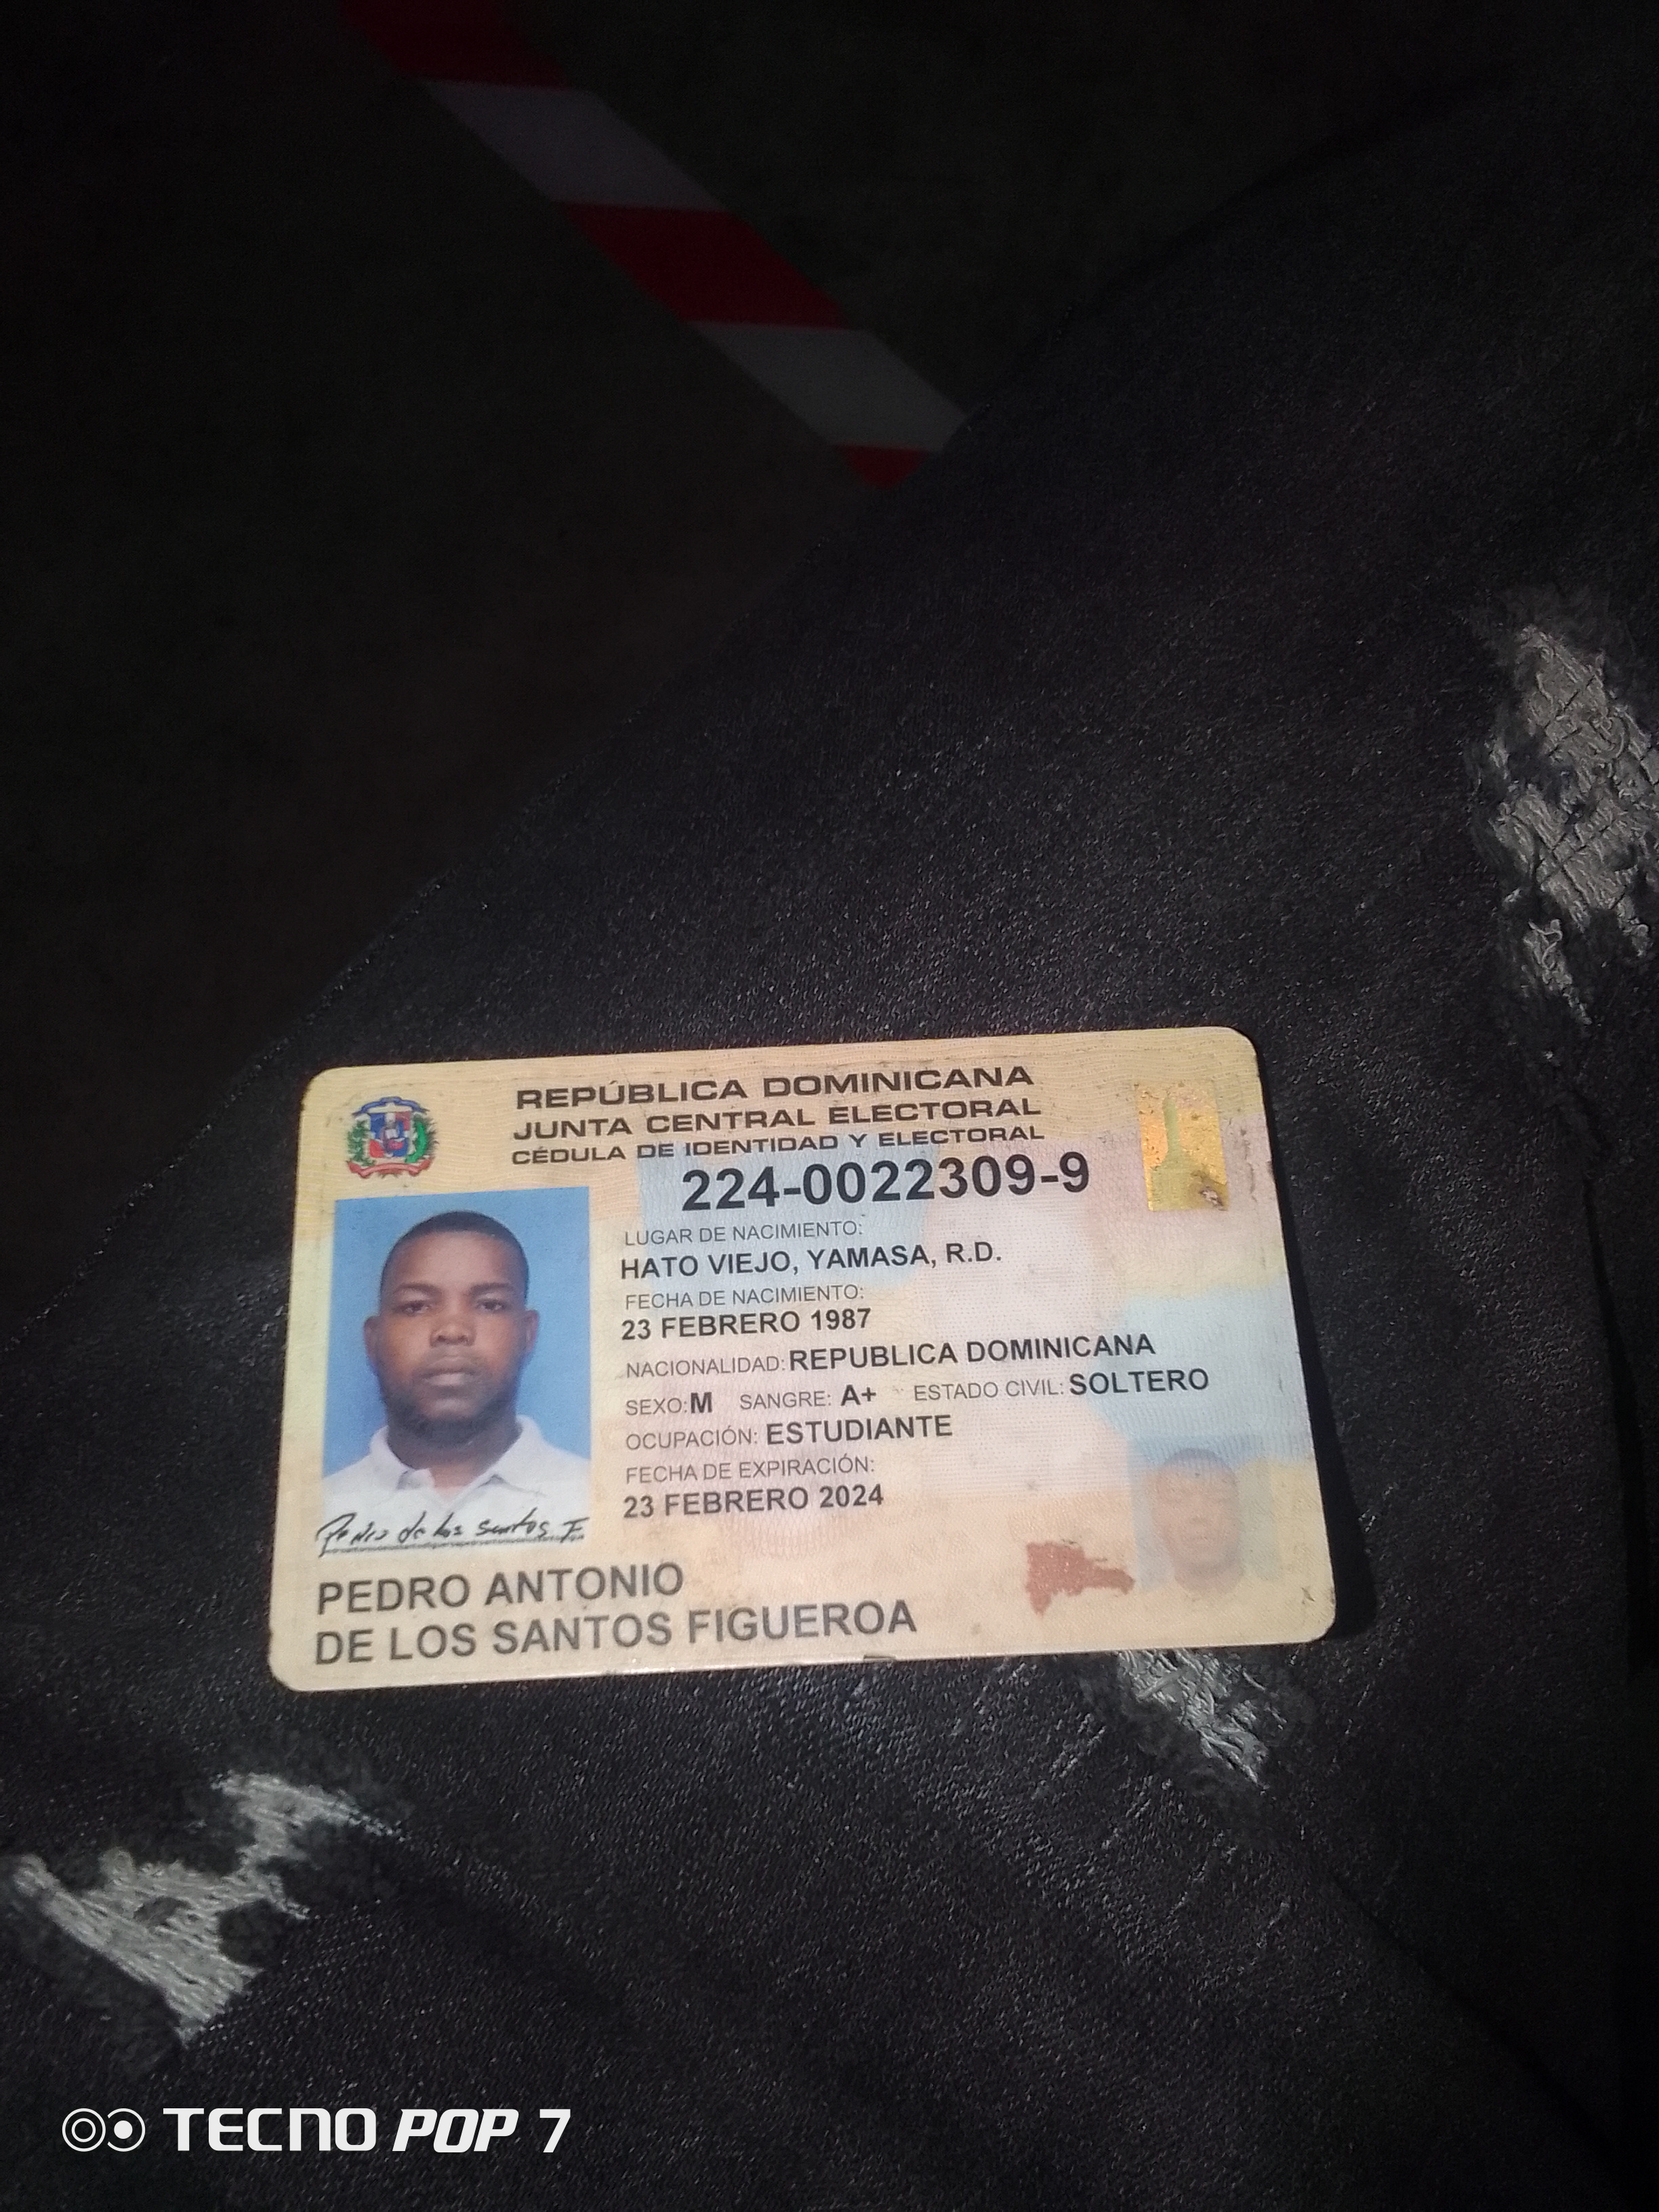 REPÚBLICA DOMINICANA
JUNTA CENTRAL ELECTORAL
CÉDULA DE IDENTIDAD Y ELECTORAL
224-0022309-9
LUGAR DE NACIMIENTO:
HATO VIEJO, YAMASA, R.D.
FECHA DE NACIMIENTO:
23 FEBRERO 1987
NACIONALIDAD: REPUBLICA DOMINICANA
SEXO: M SANGRE: A+ ESTADO CIVIL: SOLTERO
OCUPACIÓN: ESTUDIANTE
FECHA DE EXPIRACIÓN:
23 FEBRERO 2024
Pedro de los santos F.
PEDRO ANTONIO
DE LOS SANTOS FIGUEROA
TECNO POP 7